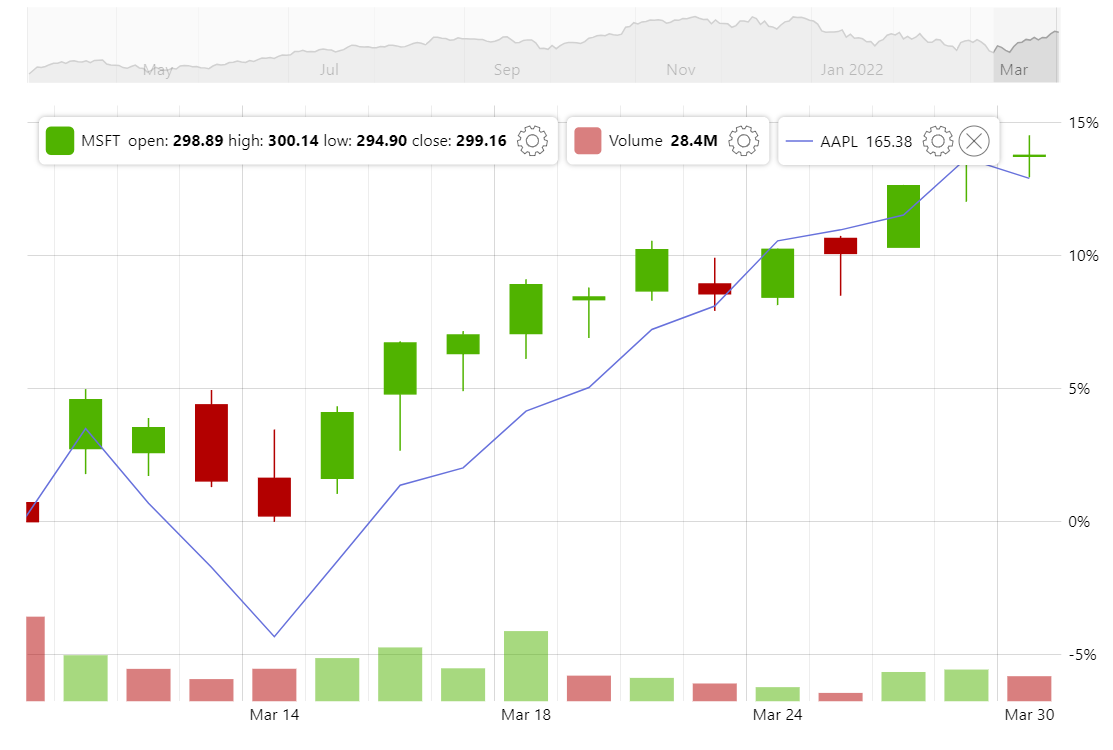 May Jul Sep Nov Jan 2022 Mar
MSFT open: 298.89 high: 300.14 low: 294.90 close: 299.16 Volume 28.4M AAPL 165.38
15%
10%
5%
0%
-5%
Mar 14 Mar 18 Mar 24 Mar 30